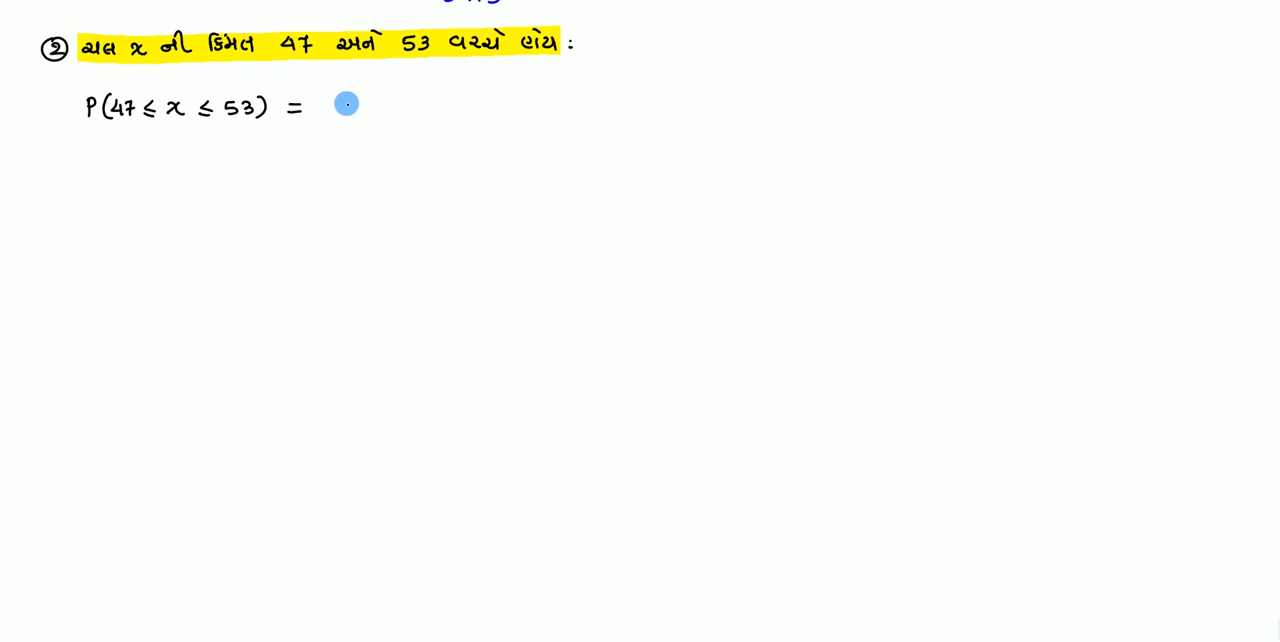 ② ચલ x ની કિંમત 47 અને 53 વચ્ચે હોય :
P(47 ≤ x ≤ 53) =